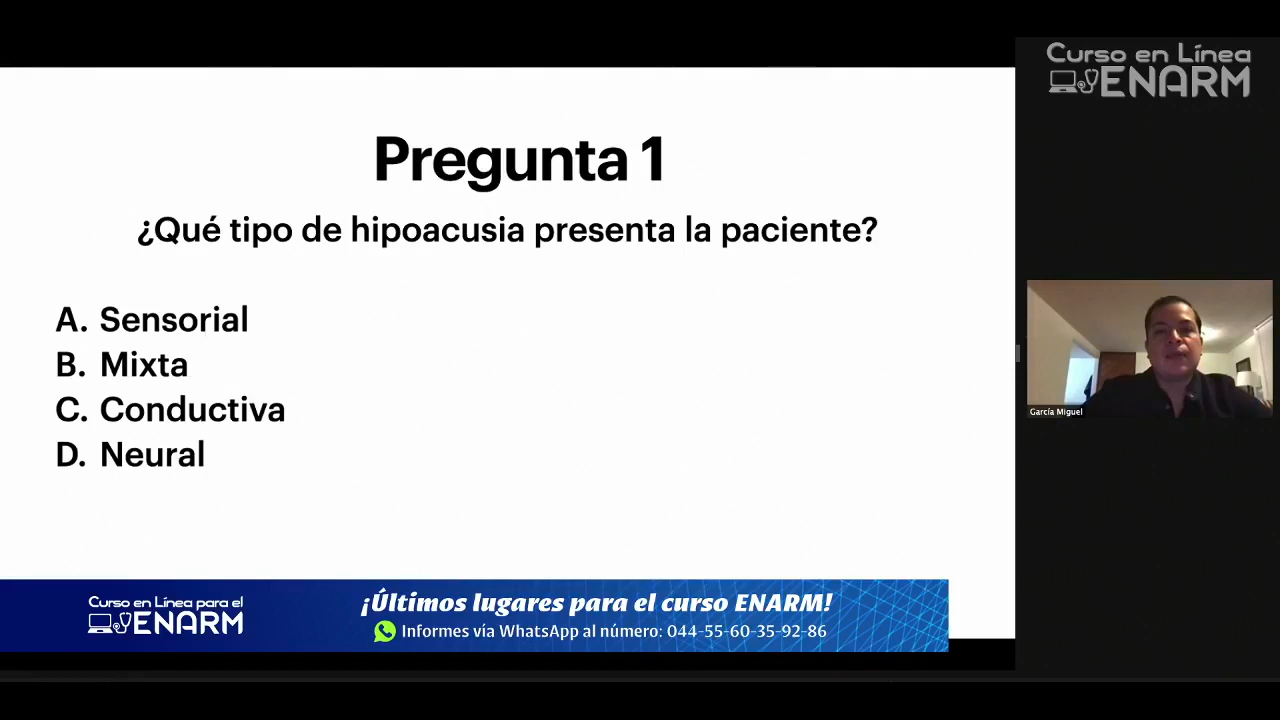 Curso en Línea
ENARM
Pregunta 1
¿Qué tipo de hipoacusia presenta la paciente?
A. Sensorial
B. Mixta
C. Conductiva
D. Neural
García Miguel
Curso en Línea para el
ENARM
¡Últimos lugares para el curso ENARM!
Informes vía WhatsApp al número: 044-55-60-35-92-86